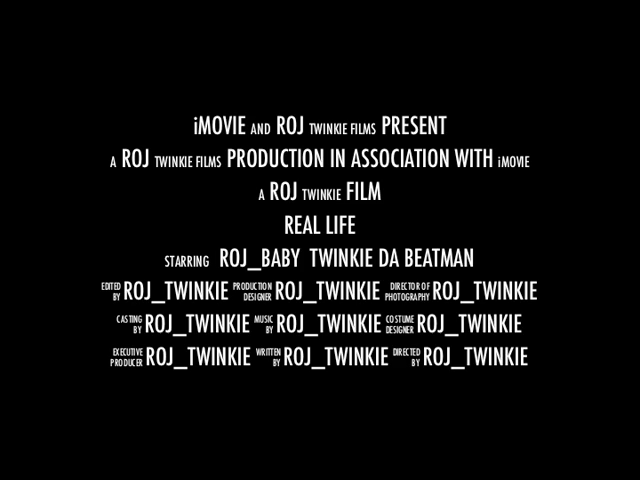 iMOVIE AND ROJ TWINKIE FILMS PRESENT
A ROJ TWINKIE FILMS PRODUCTION IN ASSOCIATION WITH iMOVIE
A ROJ TWINKIE FILM
REAL LIFE
STARRING ROJ_BABY TWINKIE DA BEATMAN
EDITED BY ROJ_TWINKIE PRODUCTION DESIGNER ROJ_TWINKIE DIRECTOR OF PHOTOGRAPHY ROJ_TWINKIE
CASTING BY ROJ_TWINKIE MUSIC BY ROJ_TWINKIE COSTUME DESIGNER ROJ_TWINKIE
EXECUTIVE PRODUCER ROJ_TWINKIE WRITTEN BY ROJ_TWINKIE DIRECTED BY ROJ_TWINKIE